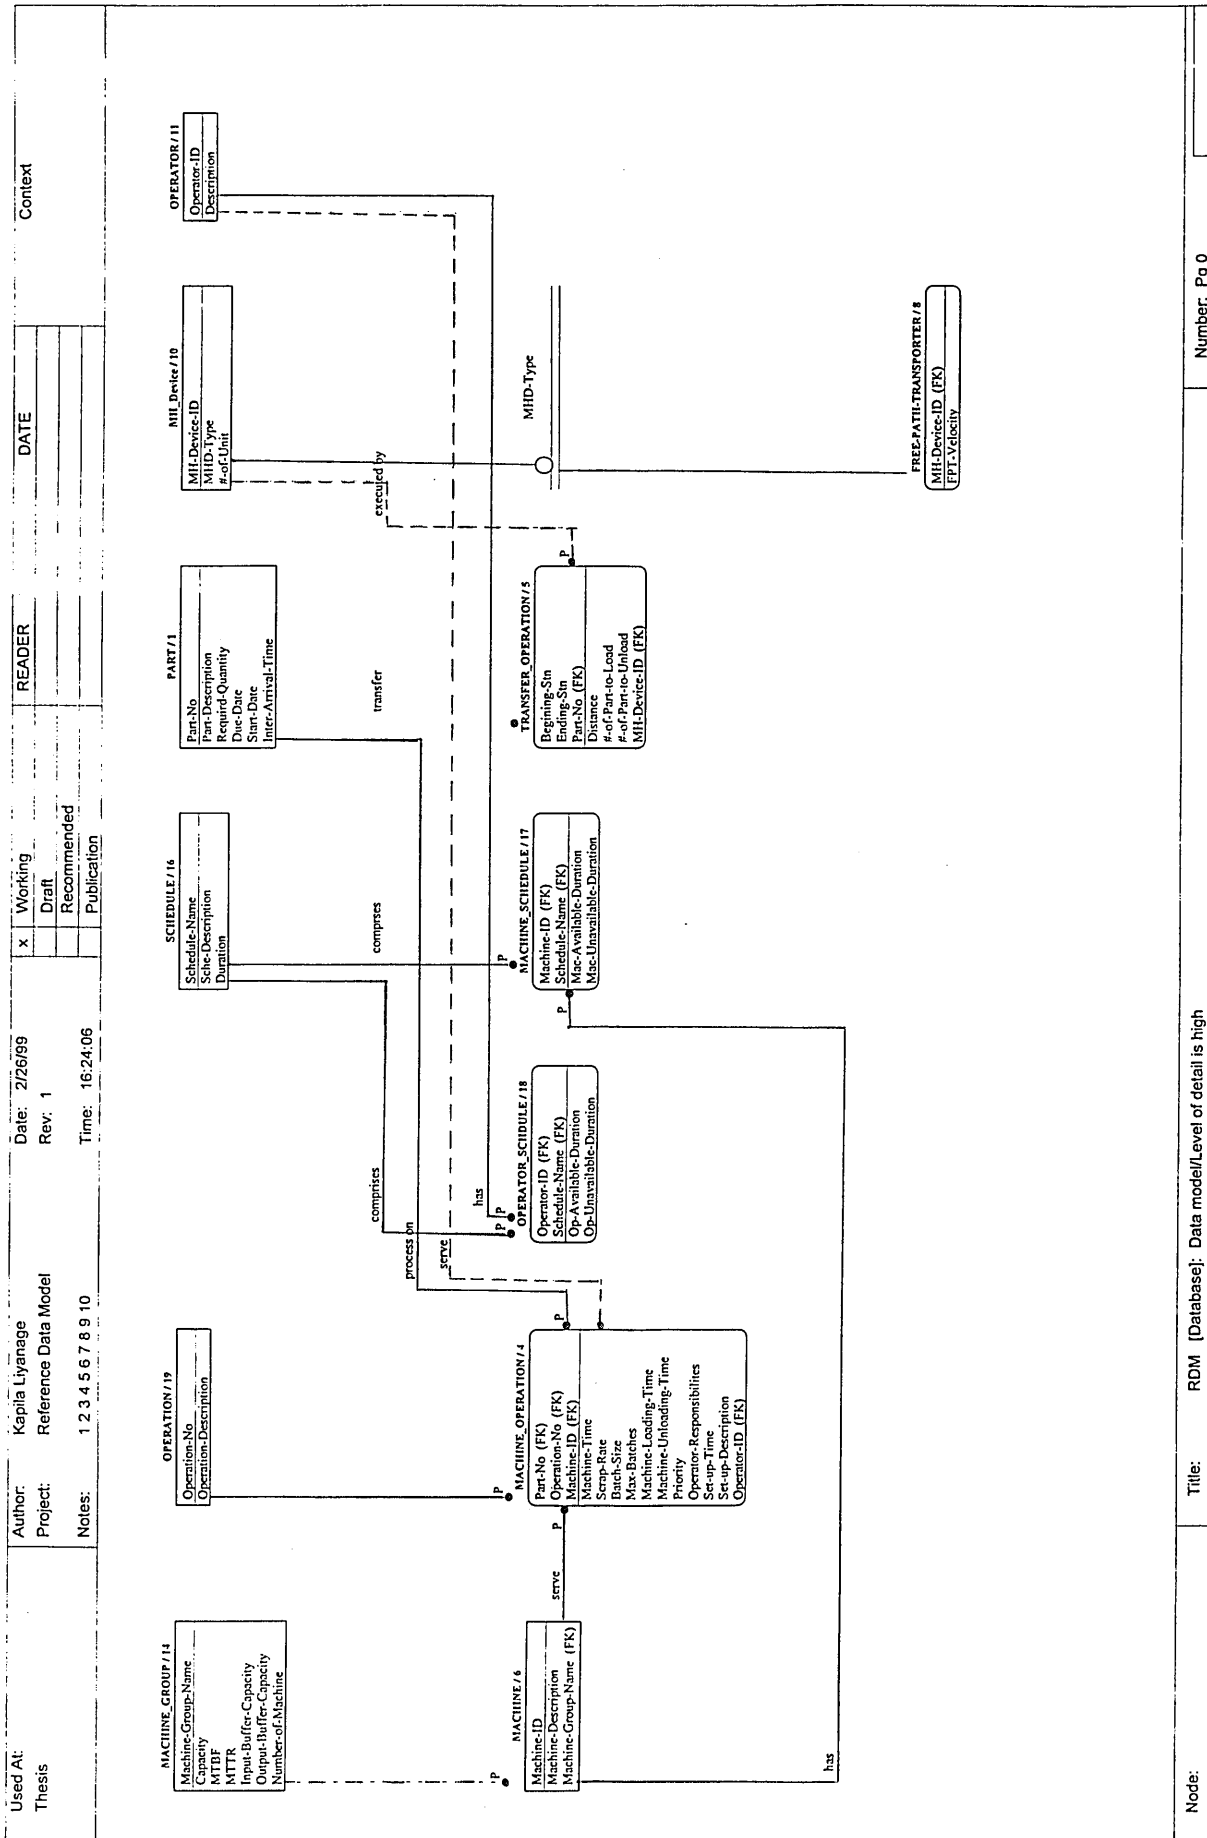 Used At:
Thesis
Author: Kapila Liyanage
Project: Reference Data Model
Notes: 1 2 3 4 5 6 7 8 9 10
Date: 2/26/99
Rev: 1
Time: 16:24:06
x Working
Draft
Recommended
Publication
READER DATE
Context
MACHINE_GROUP / 14
Machine-Group-Name
Capacity
MTBF
MTTR
Input-Buffer-Capacity
Output-Buffer-Capacity
Number-of-Machine
OPERATION / 19
Operation-No
Operation-Description
SCHEDULE / 16
Schedule-Name
Sche-Description
Duration
PART / 1
Part-No
Part-Description
Requird-Quantity
Due-Date
Start-Date
Inter-Arrival-Time
MH_Device / 10
MH-Device-ID
MHD-Type
#-of-Unit
OPERATOR / 11
Operator-ID
Description
comprises
comprses
transfer
executed by
process on
serve
has
P
P
P P
P
P
MACHINE / 6
Machine-ID
Machine-Description
Machine-Group-Name (FK)
serve
P
MACHINE_OPERATION / 4
Part-No (FK)
Operation-No (FK)
Machine-ID (FK)
Machine-Time
Scrap-Rate
Batch-Size
Max-Batches
Machine-Loading-Time
Machine-Unloading-Time
Priority
Operator-Responsibilites
Set-up-Time
Set-up-Description
Operator-ID (FK)
P
OPERATOR_SCHDULE / 18
Operator-ID (FK)
Schedule-Name (FK)
Op-Available-Duration
Op-Unavailable-Duration
MACHINE_SCHEDULE / 17
Machine-ID (FK)
Schedule-Name (FK)
Mac-Available-Duration
Mac-Unavailable-Duration
P
TRANSFER_OPERATION / 5
Begining-Stn
Ending-Stn
Part-No (FK)
Distance
#-of-Part-to-Load
#-of-Part-to-Unload
MH-Device-ID (FK)
P
MHD-Type
has
FREE-PATH-TRANSPORTER / 8
MH-Device-ID (FK)
FPT-Velocity
Node:
Title: RDM [Database]: Data model/Level of detail is high
Number: Pg 0